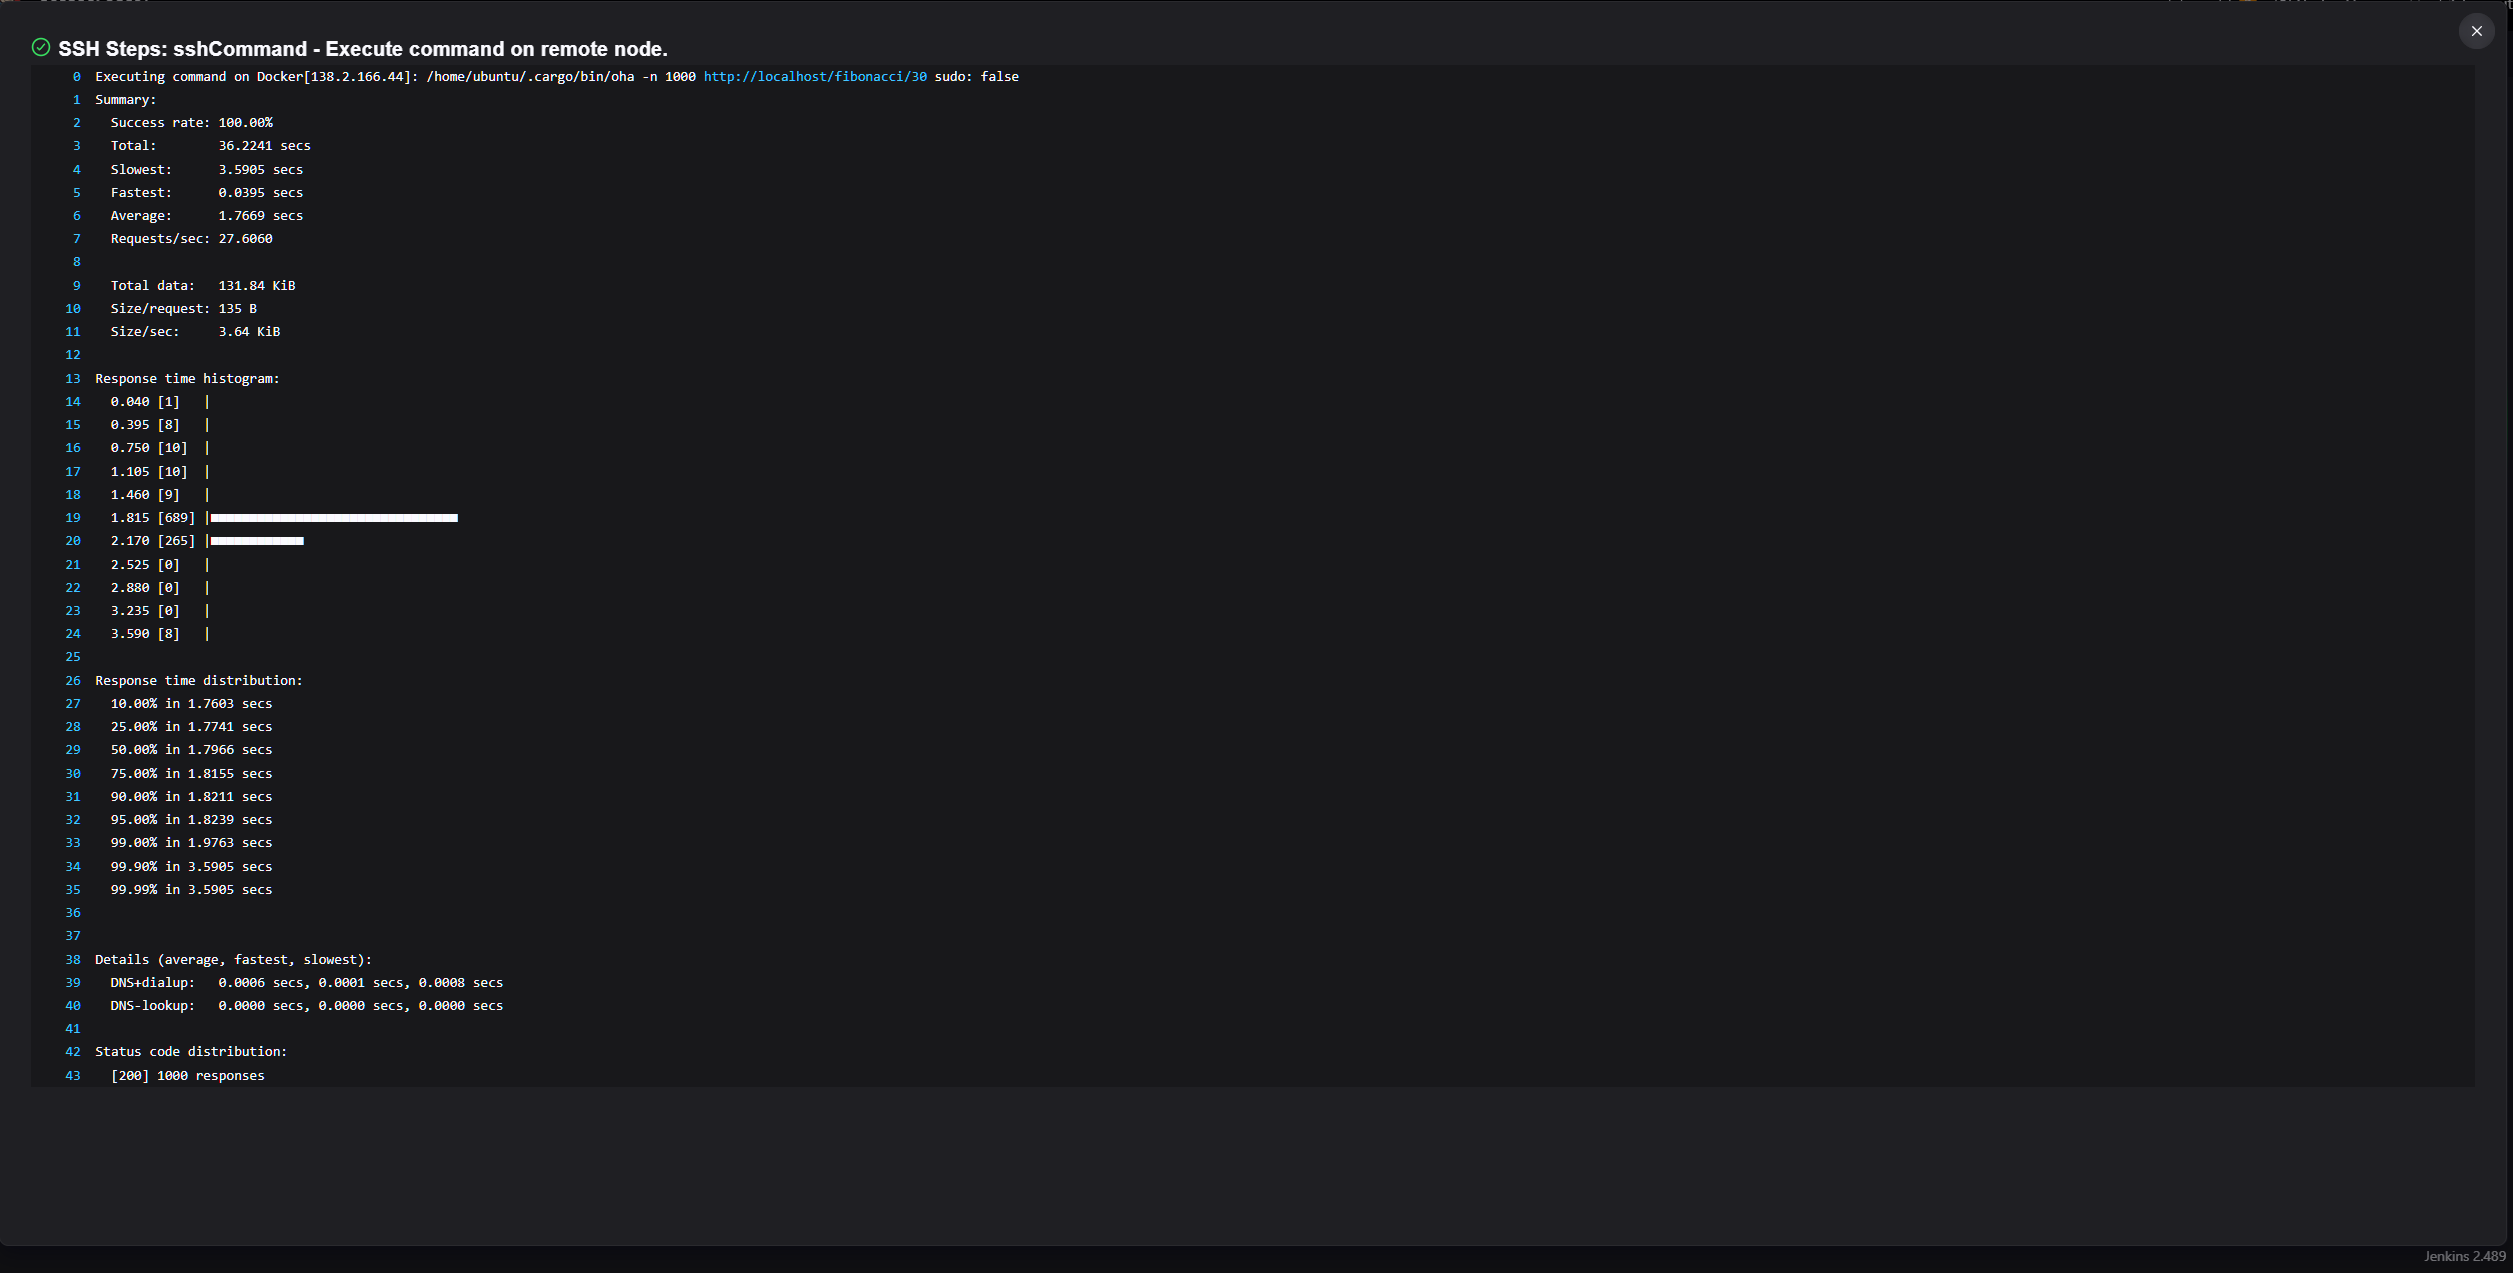 SSH Steps: sshCommand - Execute command on remote node.
0 Executing command on Docker[138.2.166.44]: /home/ubuntu/.cargo/bin/oha -n 1000 http://localhost/fibonacci/30 sudo: false
1 Summary:
2 Success rate: 100.00%
3 Total: 36.2241 secs
4 Slowest: 3.5905 secs
5 Fastest: 0.0395 secs
6 Average: 1.7669 secs
7 Requests/sec: 27.6060
8
9 Total data: 131.84 KiB
10 Size/request: 135 B
11 Size/sec: 3.64 KiB
12
13 Response time histogram:
14 0.040 [1] |
15 0.395 [8] |
16 0.750 [10] |
17 1.105 [10] |
18 1.460 [9] |
19 1.815 [689] |■■■■■■■■■■■■■■■■■■■■■■■■■■■■■■■■
20 2.170 [265] |■■■■■■■■■■■■
21 2.525 [0] |
22 2.880 [0] |
23 3.235 [0] |
24 3.590 [8] |
25
26 Response time distribution:
27 10.00% in 1.7603 secs
28 25.00% in 1.7741 secs
29 50.00% in 1.7966 secs
30 75.00% in 1.8155 secs
31 90.00% in 1.8211 secs
32 95.00% in 1.8239 secs
33 99.00% in 1.9763 secs
34 99.90% in 3.5905 secs
35 99.99% in 3.5905 secs
36
37
38 Details (average, fastest, slowest):
39 DNS+dialup: 0.0006 secs, 0.0001 secs, 0.0008 secs
40 DNS-lookup: 0.0000 secs, 0.0000 secs, 0.0000 secs
41
42 Status code distribution:
43 [200] 1000 responses
Jenkins 2.489